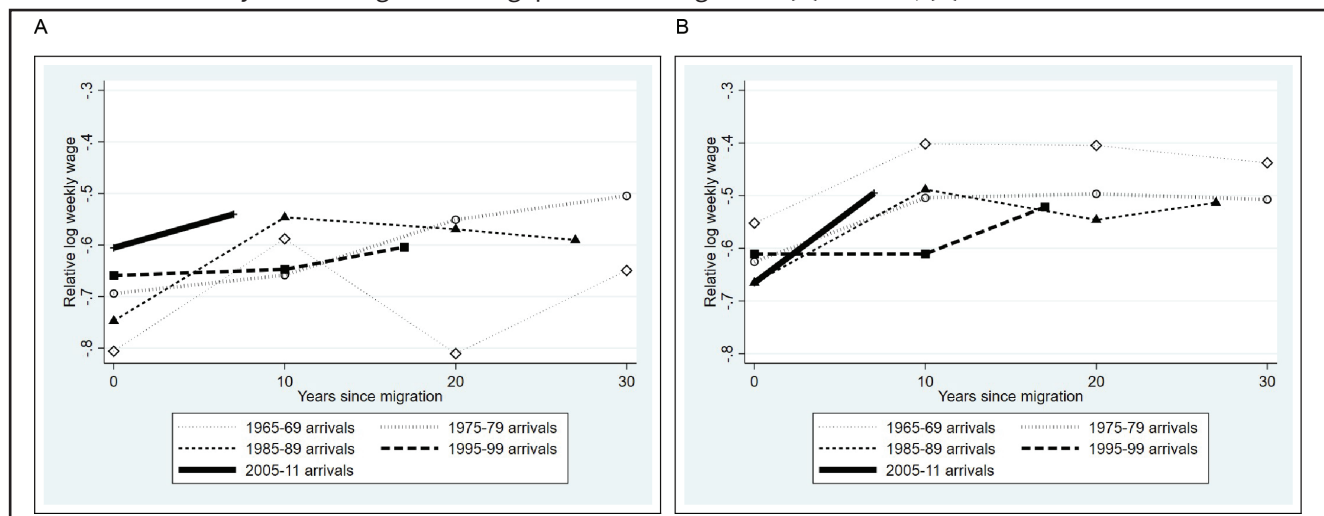 A
Relative log weekly wage
-.3
-.4
-.5
-.6
-.7
-.8
0 10 20 30
Years since migration
1965-69 arrivals 1975-79 arrivals
1985-89 arrivals 1995-99 arrivals
2005-11 arrivals
B
Relative log weekly wage
-.3
-.4
-.5
-.6
-.7
-.8
0 10 20 30
Years since migration
1965-69 arrivals 1975-79 arrivals
1985-89 arrivals 1995-99 arrivals
2005-11 arrivals